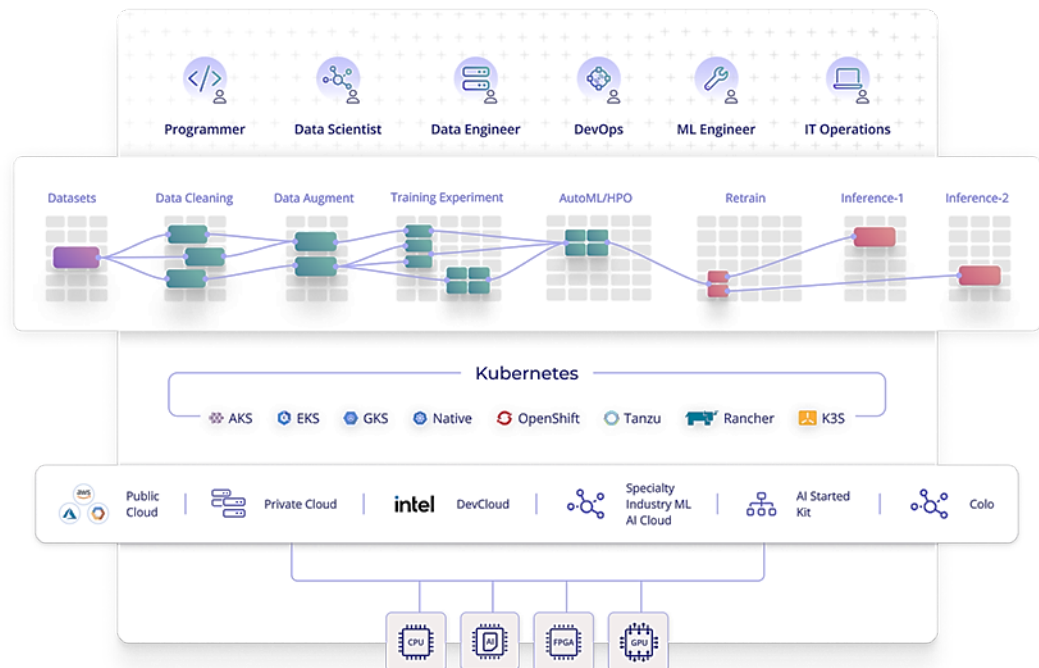 Programmer
Data Scientist
Data Engineer
DevOps
ML Engineer
IT Operations
Datasets
Data Cleaning
Data Augment
Training Experiment
AutoML/HPO
Retrain
Inference-1
Inference-2
Kubernetes
AKS
EKS
GKS
Native
OpenShift
Tanzu
Rancher
K3S
aws
Public
Cloud
Private Cloud
intel
DevCloud
Specialty
Industry ML
AI Cloud
AI Started
Kit
Colo
CPU
AI
FPGA
GPU